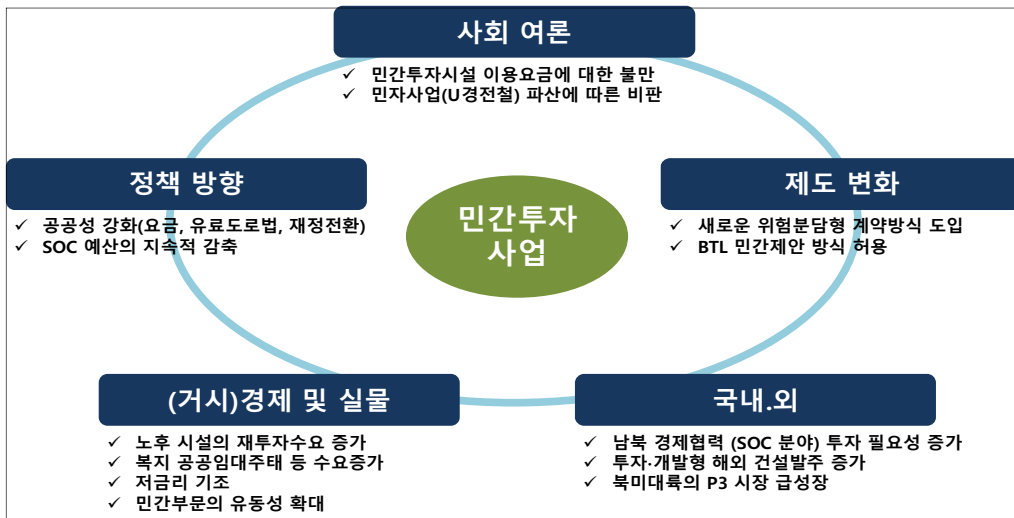 사회 여론
✓ 민간투자시설 이용요금에 대한 불만
✓ 민자사업(U경전철) 파산에 따른 비판
정책 방향
✓ 공공성 강화(요금, 유료도로법, 재정전환)
✓ SOC 예산의 지속적 감축
민간투자
사업
제도 변화
✓ 새로운 위험분담형 계약방식 도입
✓ BTL 민간제안 방식 허용
(거시)경제 및 실물
✓ 노후 시설의 재투자수요 증가
✓ 복지 공공임대주태 등 수요증가
✓ 저금리 기조
✓ 민간부문의 유동성 확대
국내.외
✓ 남북 경제협력 (SOC 분야) 투자 필요성 증가
✓ 투자·개발형 해외 건설발주 증가
✓ 북미대륙의 P3 시장 급성장